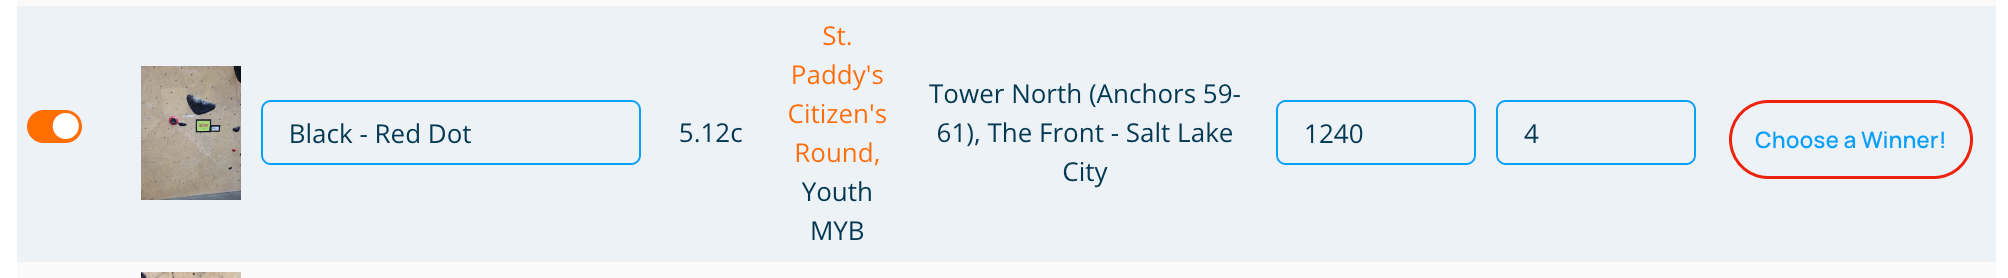 Black - Red Dot
5.12c
St.
Paddy's
Citizen's
Round,
Youth
MYB
Tower North (Anchors 59-
61), The Front - Salt Lake
City
1240
4
Choose a Winner!